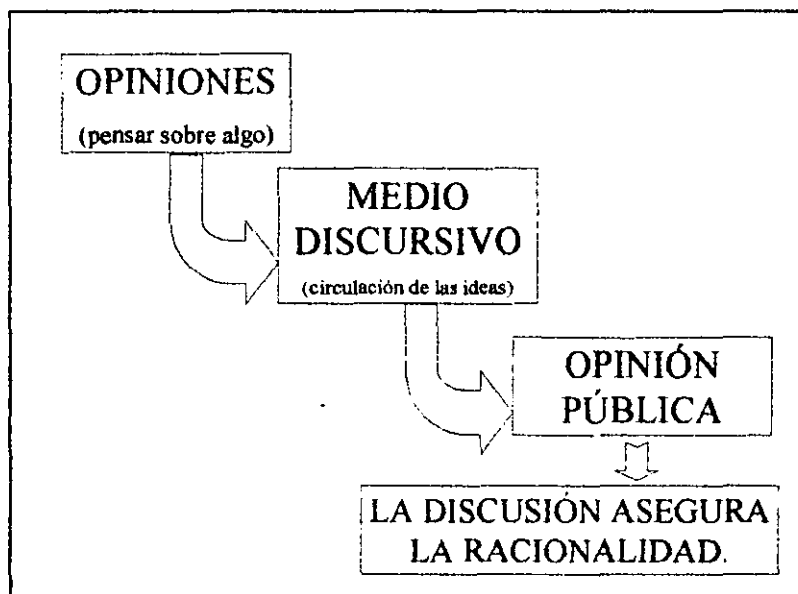 OPINIONES
(pensar sobre algo)
MEDIO
DISCURSIVO
(circulación de las ideas)
OPINIÓN
PÚBLICA
LA DISCUSIÓN ASEGURA
LA RACIONALIDAD.